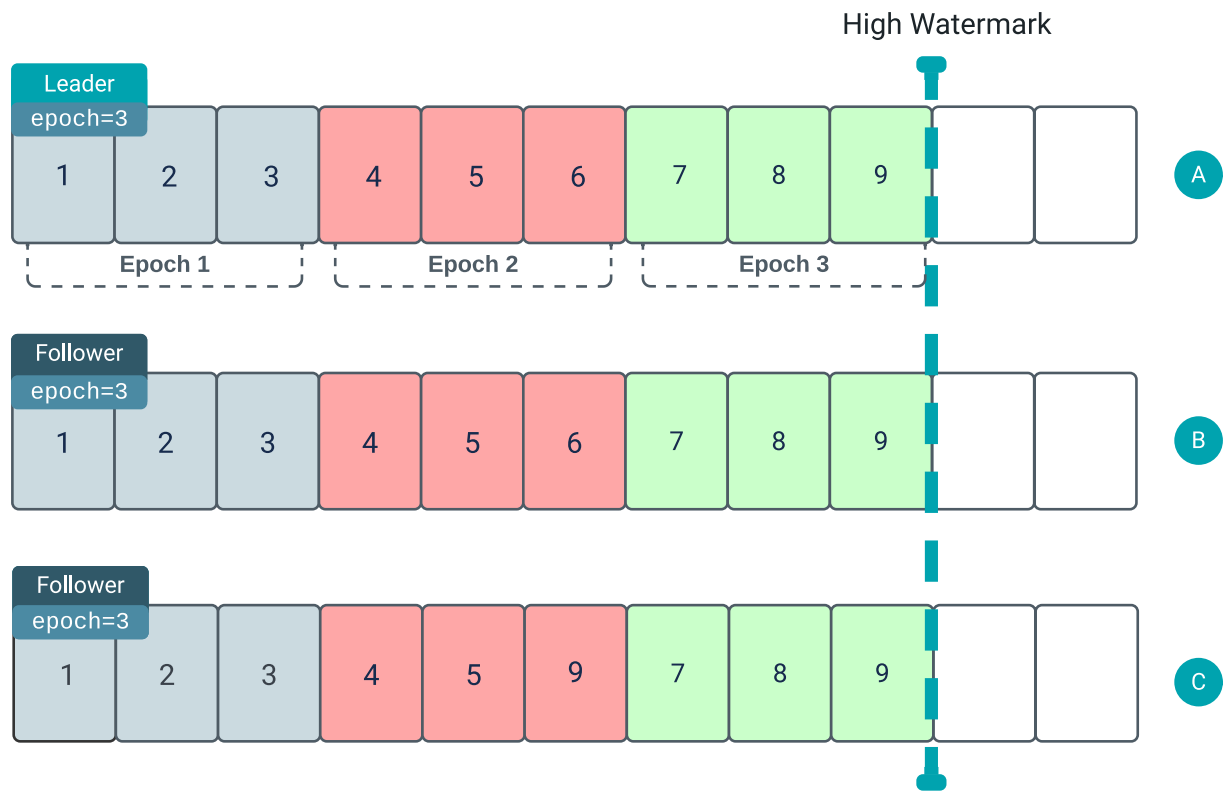 High Watermark
Leader
epoch=3
1 2 3 4 5 6 7 8 9
A
Epoch 1 Epoch 2 Epoch 3
Follower
epoch=3
1 2 3 4 5 6 7 8 9
B
Follower
epoch=3
1 2 3 4 5 9 7 8 9
C